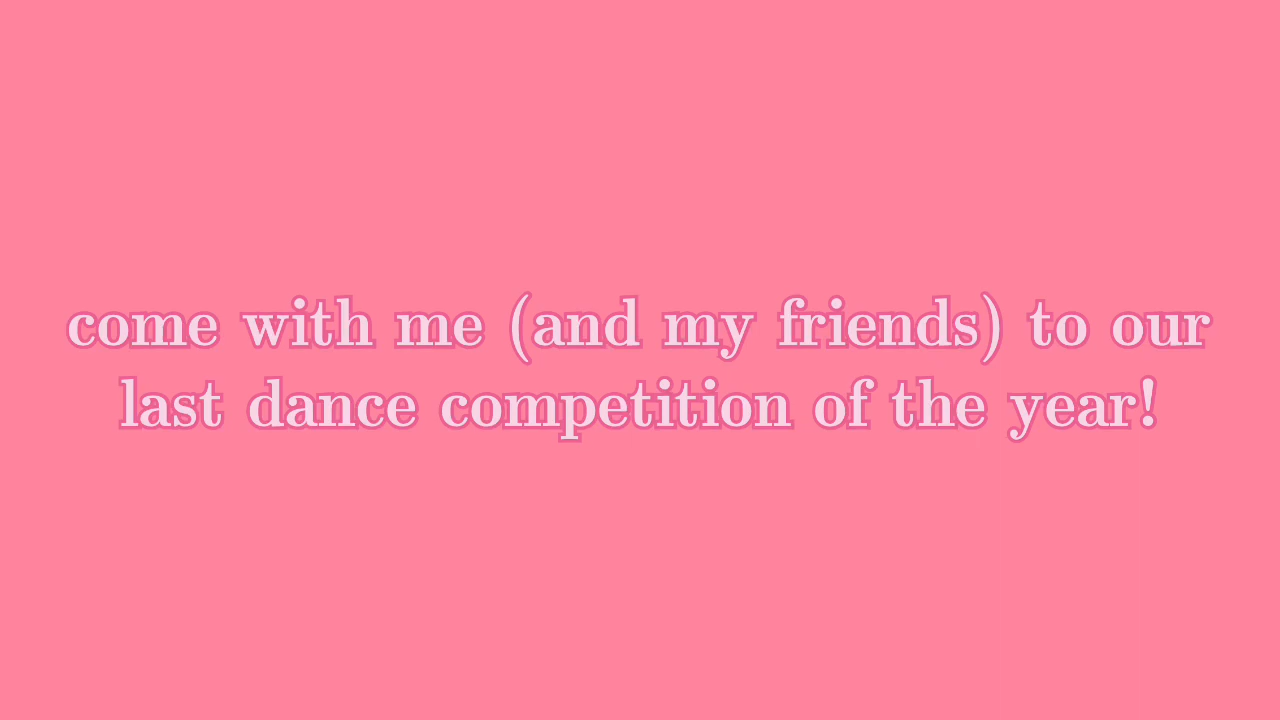 come with me (and my friends) to our
last dance competition of the year!